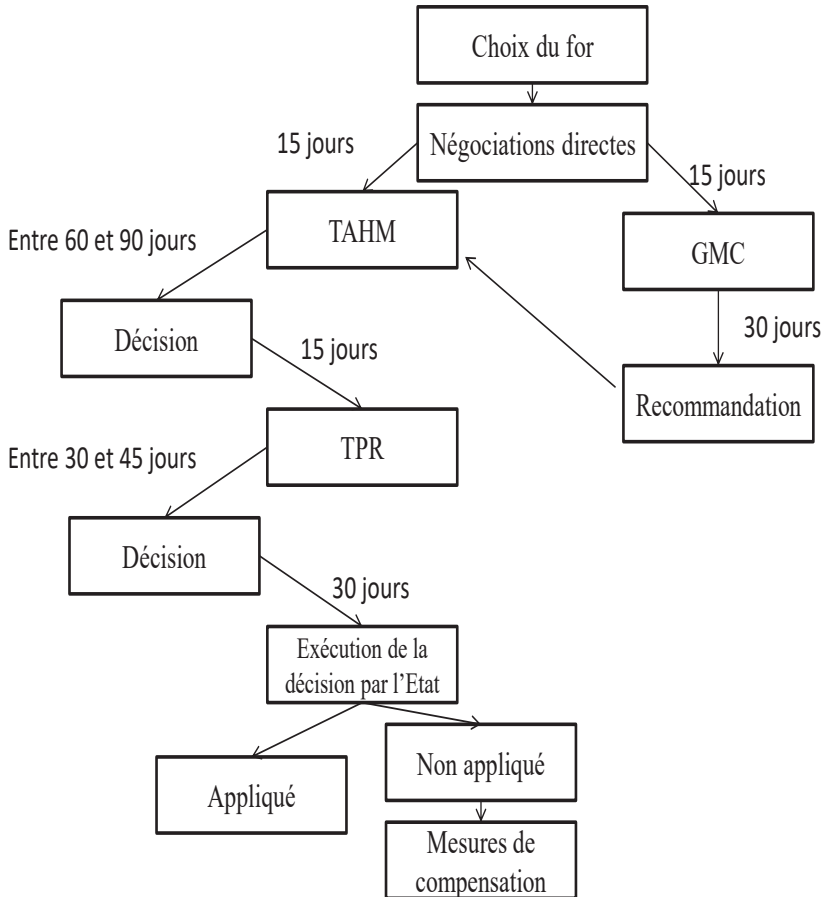 Choix du for
Négociations directes
15 jours
15 jours
TAHM
GMC
Entre 60 et 90 jours
Décision
30 jours
15 jours
Recommandation
TPR
Entre 30 et 45 jours
Décision
30 jours
Exécution de la
décision par l’Etat
Non appliqué
Appliqué
Mesures de
compensation